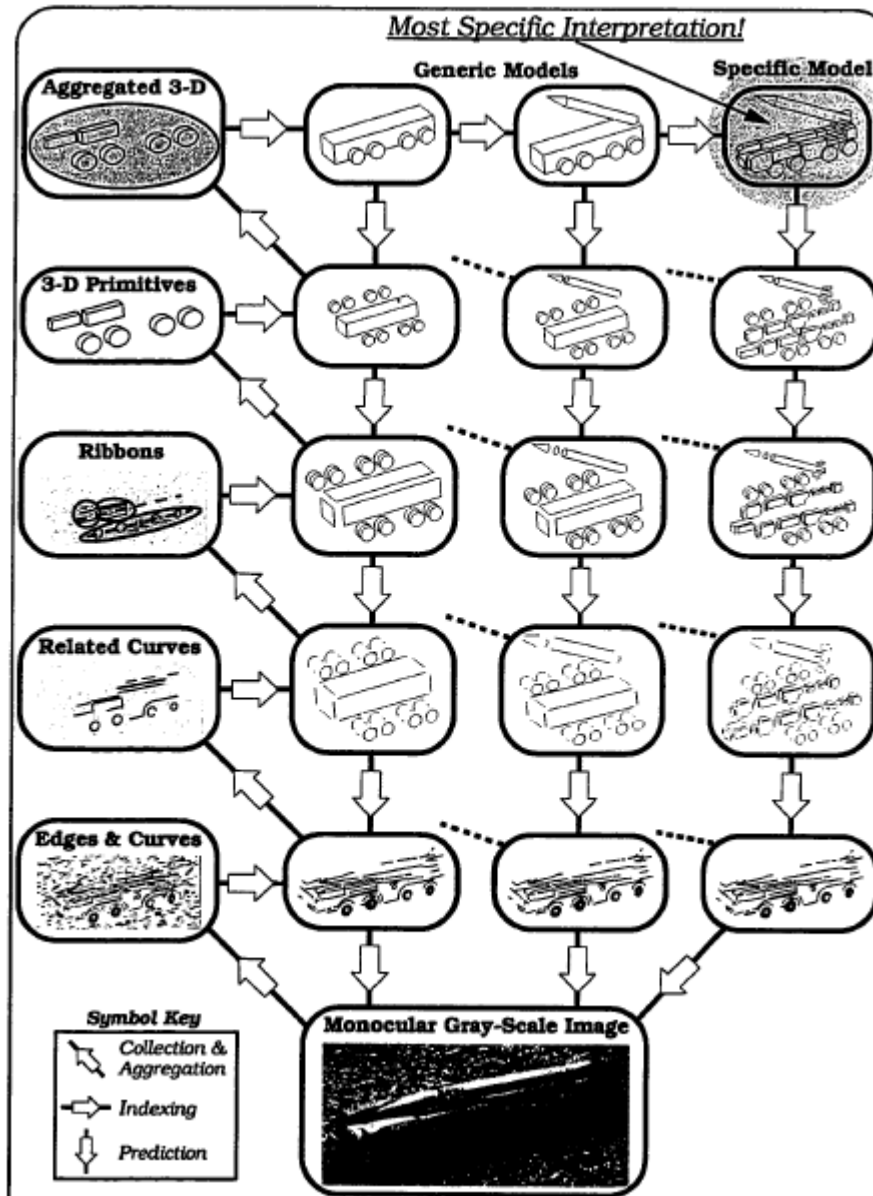 Most Specific Interpretation!
Generic Models
Specific Model
Aggregated 3-D
3-D Primitives
Ribbons
Related Curves
Edges & Curves
Monocular Gray-Scale Image
Symbol Key
Collection &
Aggregation
Indexing
Prediction